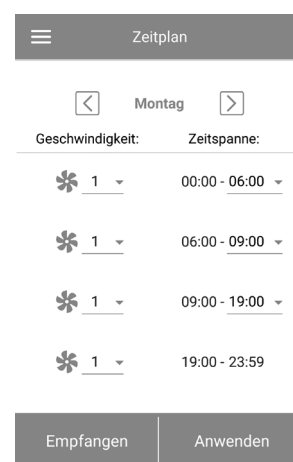 Zeitplan
Montag
Geschwindigkeit: Zeitspanne:
1 00:00 - 06:00
1 06:00 - 09:00
1 09:00 - 19:00
1 19:00 - 23:59
Empfangen Anwenden